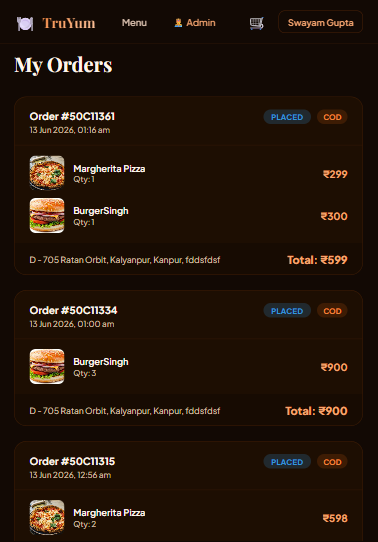 TruYum
Menu
Admin
Swayam Gupta
My Orders
Order #50C11361
PLACED
COD
13 Jun 2026, 01:16 am
Margherita Pizza
Qty: 1
₹299
BurgerSingh
Qty: 1
₹300
D - 705 Ratan Orbit, Kalyanpur, Kanpur, fddsfdsf
Total: ₹599
Order #50C11334
PLACED
COD
13 Jun 2026, 01:00 am
BurgerSingh
Qty: 3
₹900
D - 705 Ratan Orbit, Kalyanpur, Kanpur, fddsfdsf
Total: ₹900
Order #50C11315
PLACED
COD
13 Jun 2026, 12:56 am
Margherita Pizza
Qty: 2
₹598